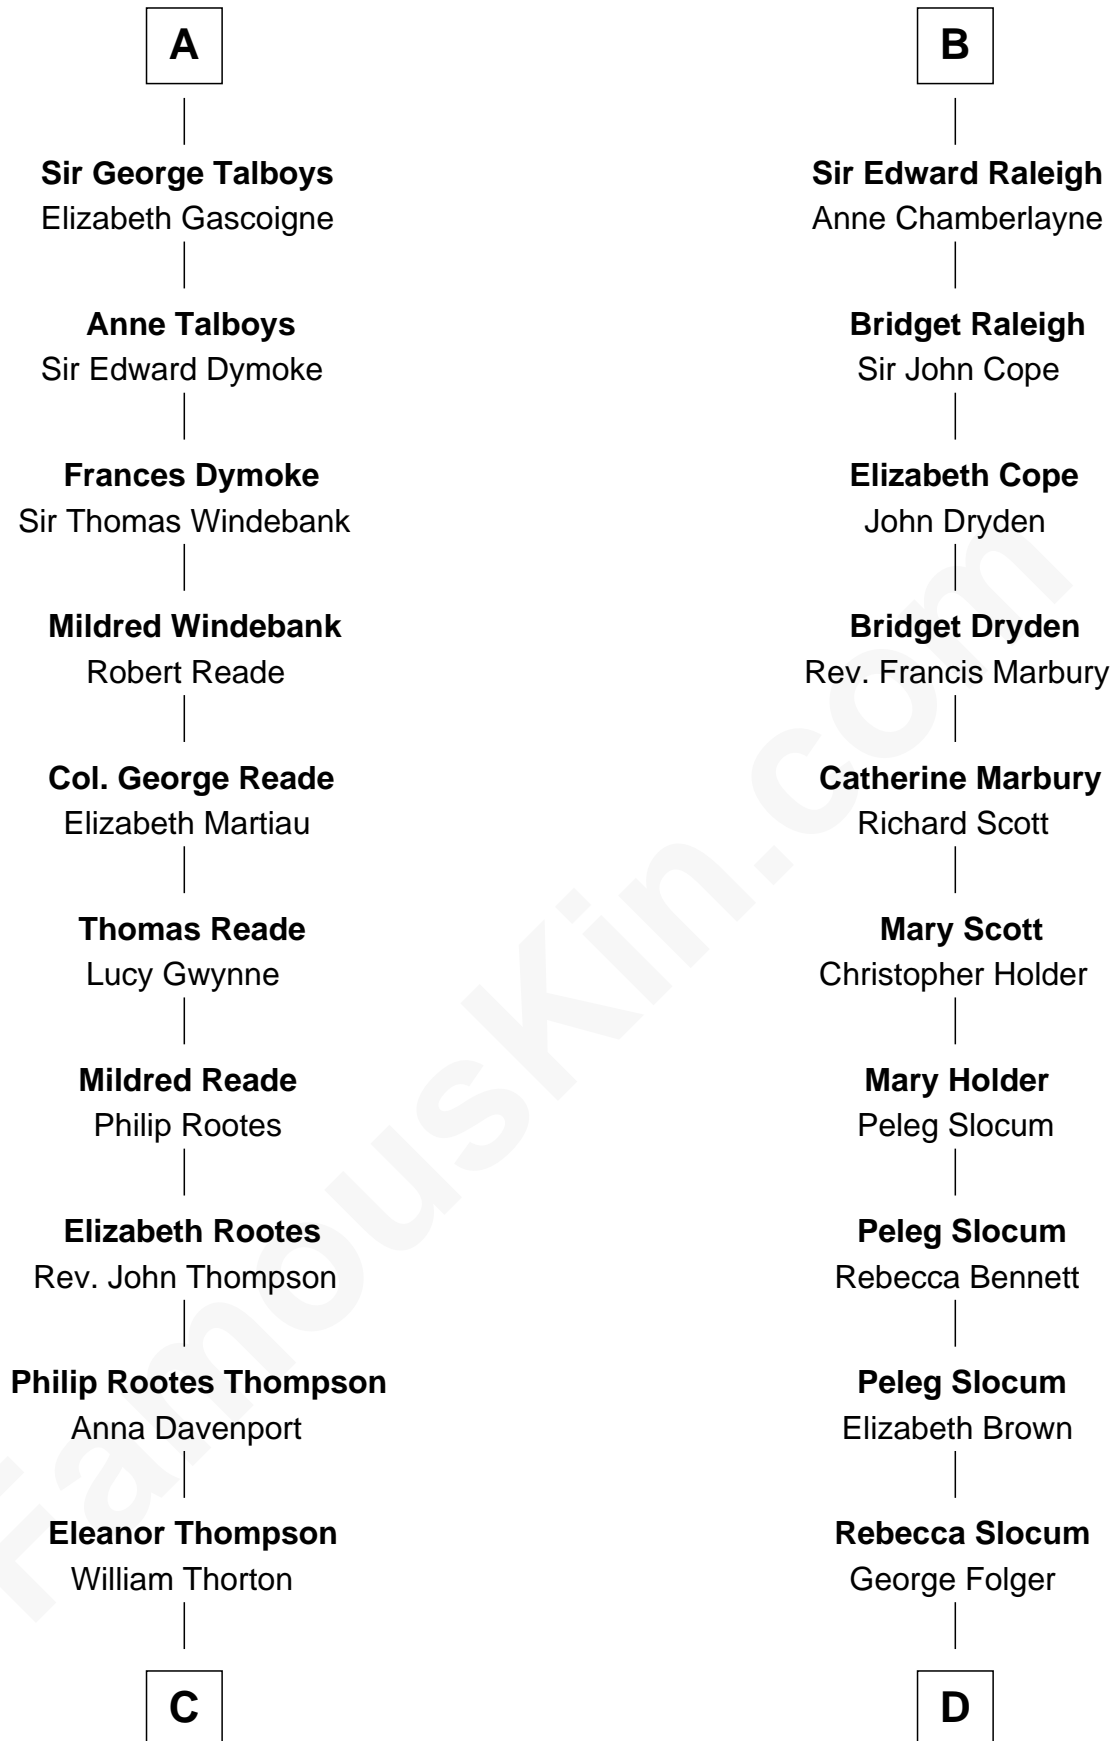 A
Sir George Talboys
Elizabeth Gascoigne
Anne Talboys
Sir Edward Dymoke
Frances Dymoke
Sir Thomas Windebank
Mildred Windebank
Robert Reade
Col. George Reade
Elizabeth Martiau
Thomas Reade
Lucy Gwynne
Mildred Reade
Philip Rootes
Elizabeth Rootes
Rev. John Thompson
Philip Rootes Thompson
Anna Davenport
Eleanor Thompson
William Thorton
C
B
Sir Edward Raleigh
Anne Chamberlayne
Bridget Raleigh
Sir John Cope
Elizabeth Cope
John Dryden
Bridget Dryden
Rev. Francis Marbury
Catherine Marbury
Richard Scott
Mary Scott
Christopher Holder
Mary Holder
Peleg Slocum
Peleg Slocum
Rebecca Bennett
Peleg Slocum
Elizabeth Brown
Rebecca Slocum
George Folger
D
FamousKin.com